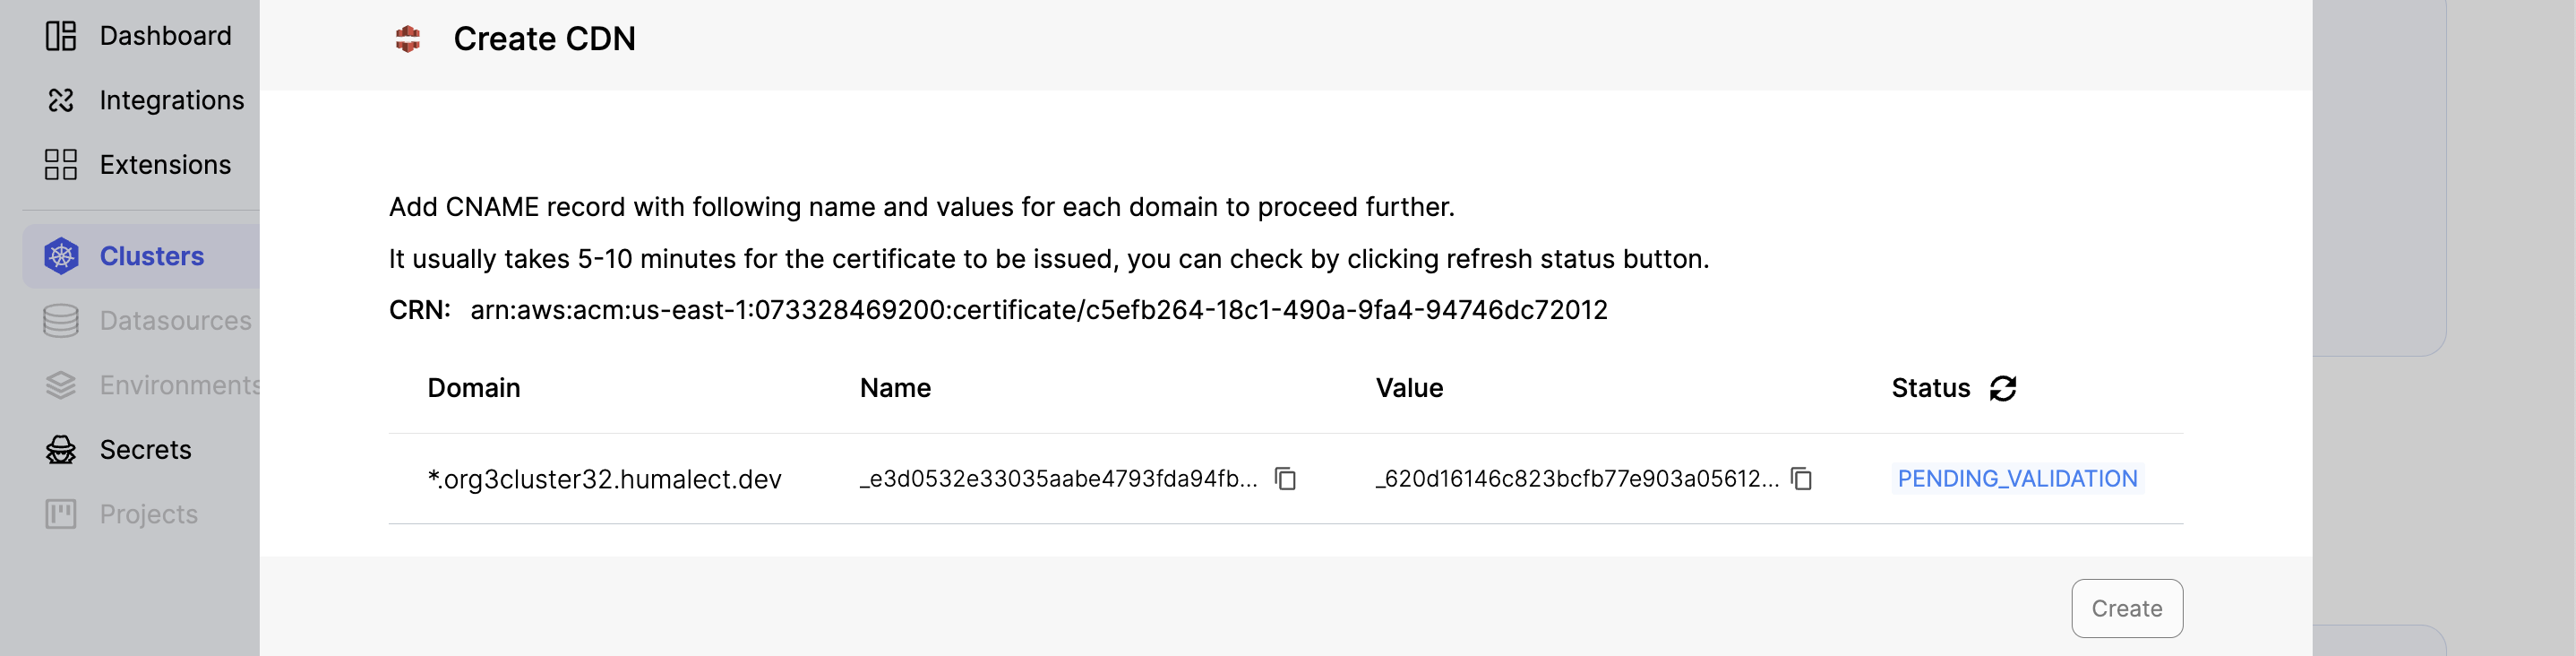 Dashboard
Integrations
Extensions
Clusters
Datasources
Environments
Secrets
Projects
Create CDN
Add CNAME record with following name and values for each domain to proceed further.
It usually takes 5-10 minutes for the certificate to be issued, you can check by clicking refresh status button.
CRN: arn:aws:acm:us-east-1:073328469200:certificate/c5efb264-18c1-490a-9fa4-94746dc72012
Domain Name Value Status
*.org3cluster32.humalect.dev _e3d0532e33035aabe4793fda94fb... _620d16146c823bcfb77e903a05612... PENDING_VALIDATION
Create